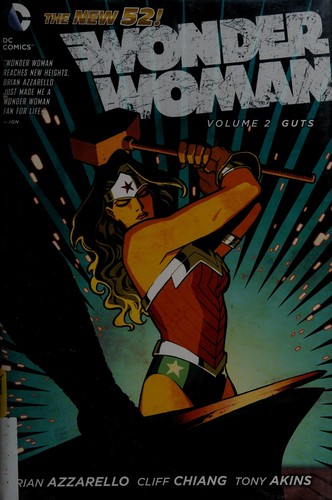 THE NEW 52!
DC
COMICS™
WONDER
WOMAN
"WONDER WOMAN
REACHES NEW HEIGHTS.
BRIAN AZZARELLO
JUST MADE ME A
WONDER WOMAN
FAN FOR LIFE."
—IGN
VOLUME 2 GUTS
RIAN AZZARELLO CLIFF CHIANG TONY AKINS